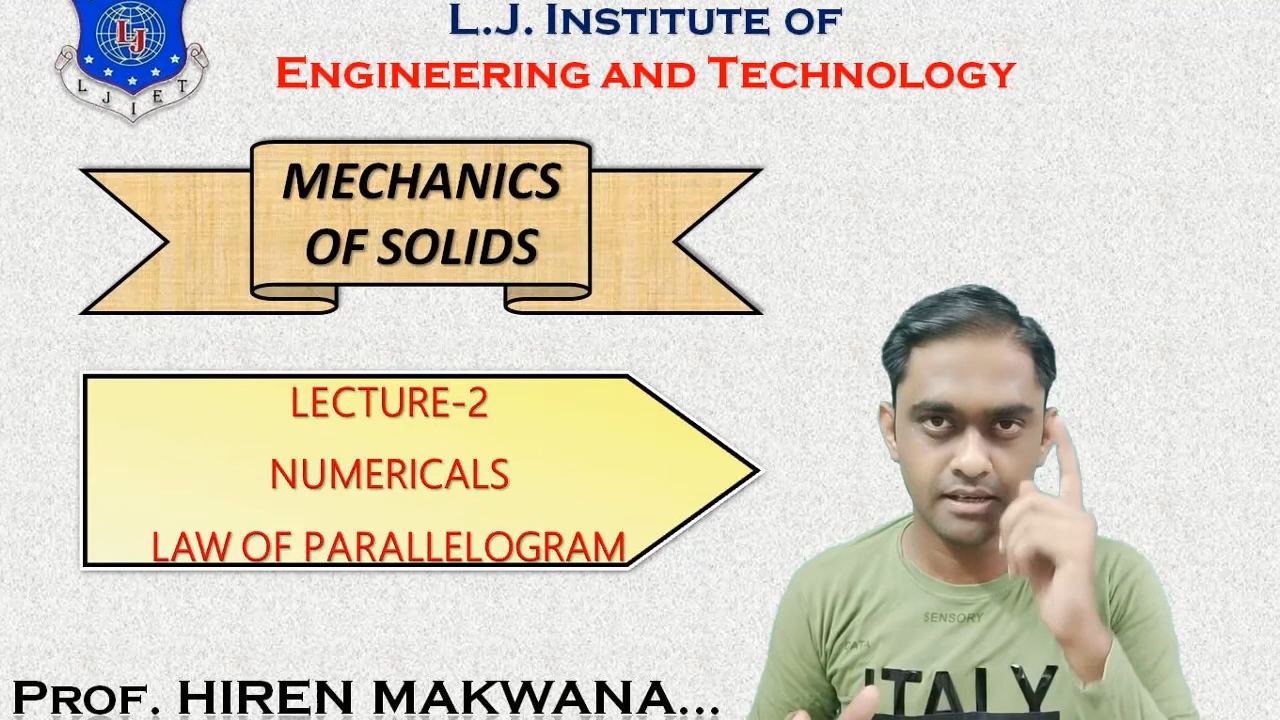 L.J. INSTITUTE OF
ENGINEERING AND TECHNOLOGY
LJ
L J I E T
MECHANICS
OF SOLIDS
LECTURE-2
NUMERICALS
LAW OF PARALLELOGRAM
SENSORY
PATH
ITALY
PROF. HIREN MAKWANA...